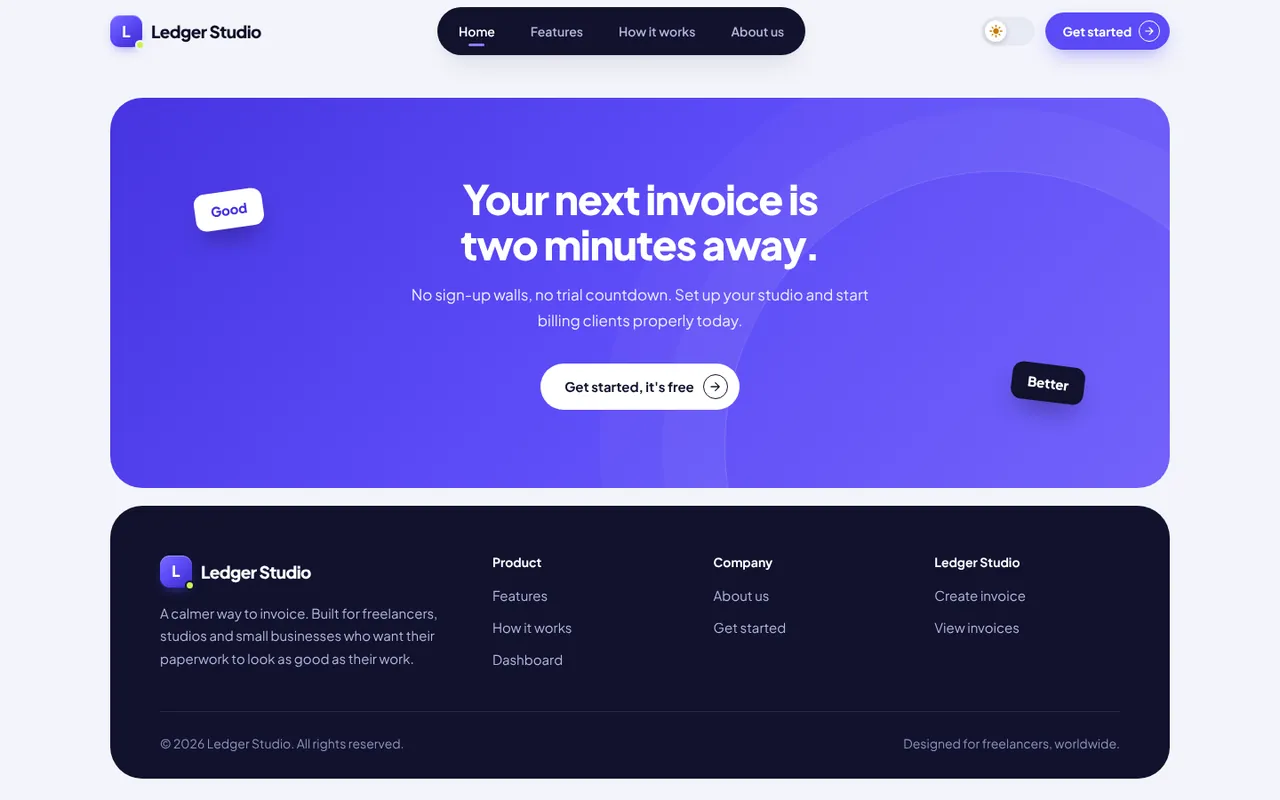 L Ledger Studio
Home Features How it works About us
Get started
Good
Your next invoice is
two minutes away.
No sign-up walls, no trial countdown. Set up your studio and start
billing clients properly today.
Get started, it's free
Better
L Ledger Studio
A calmer way to invoice. Built for freelancers,
studios and small businesses who want their
paperwork to look as good as their work.
Product
Features
How it works
Dashboard
Company
About us
Get started
Ledger Studio
Create invoice
View invoices
© 2026 Ledger Studio. All rights reserved.
Designed for freelancers, worldwide.